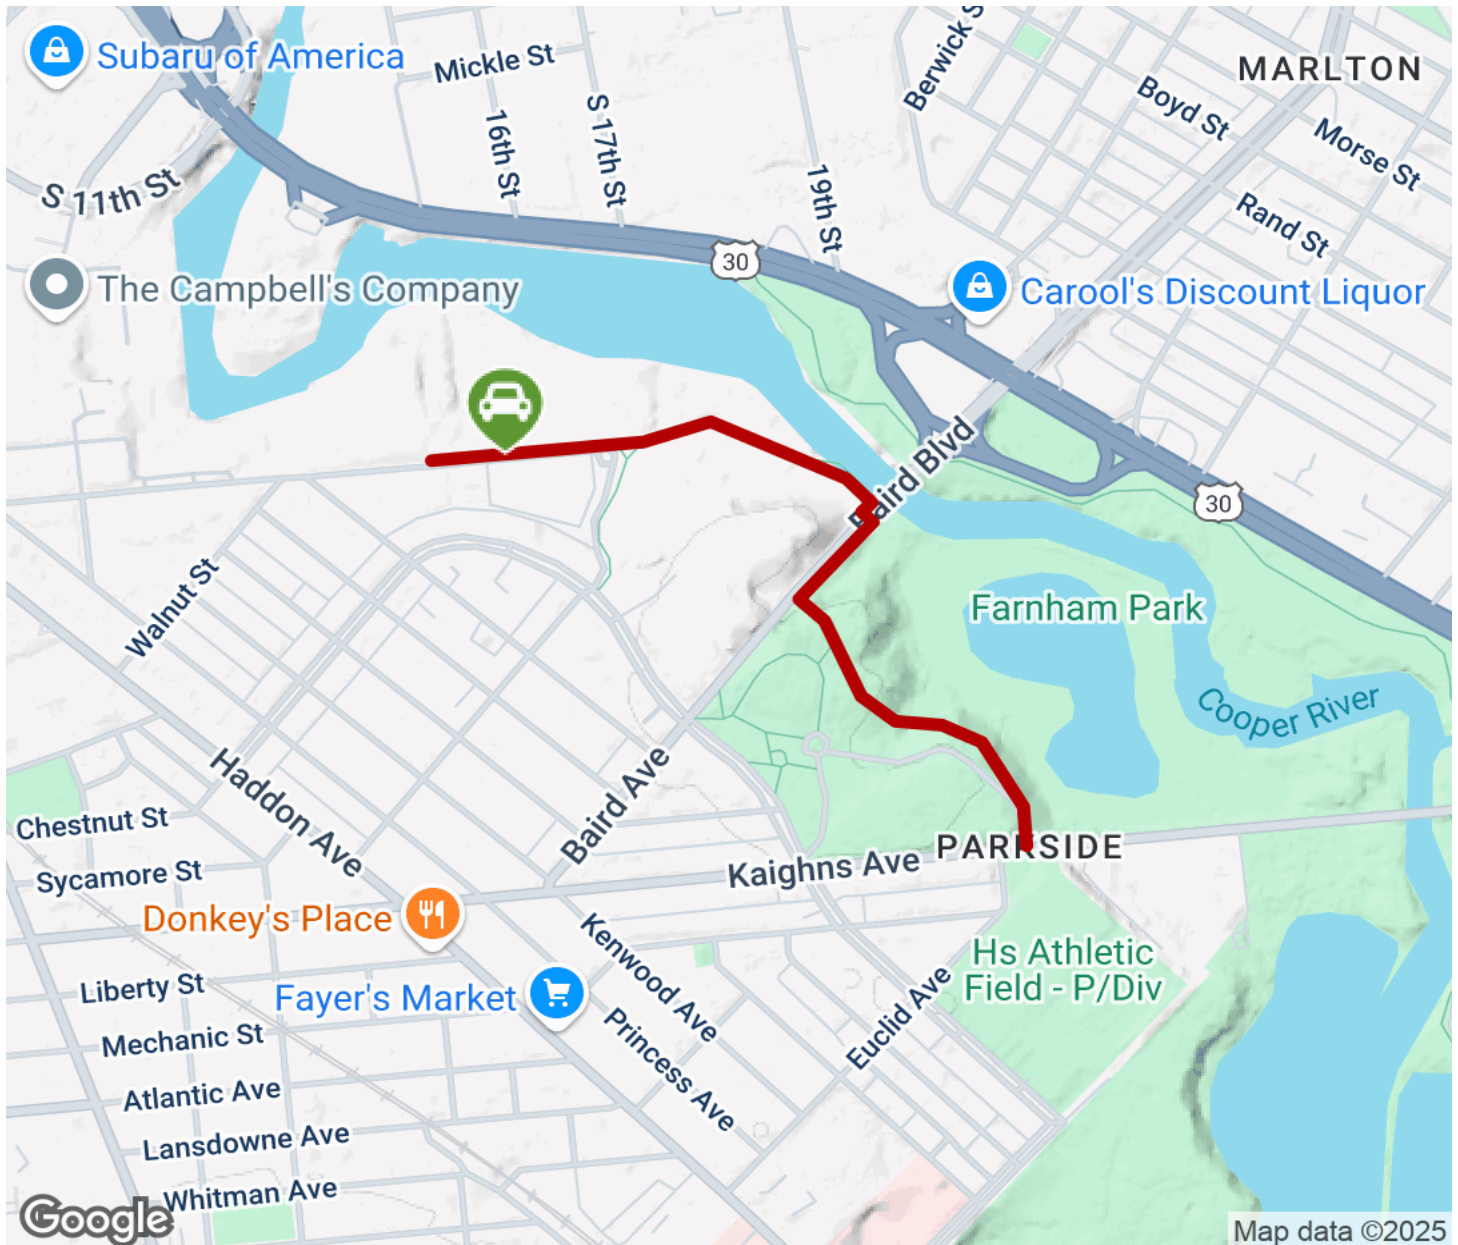 Subaru of America
Mickle St
Berwick S
MARLTON
Boyd St
Morse St
S 17th St
16th St
S 11th St
19th St
Rand St
30
The Campbell's Company
Carool's Discount Liquor
Baird Blvd
30
Walnut St
Farnham Park
Cooper River
Haddon Ave
Baird Ave
Chestnut St
PARKSIDE
Kaighns Ave
Sycamore St
Donkey's Place
Kenwood Ave
Hs Athletic
Field - P/Div
Liberty St
Fayer's Market
Euclid Ave
Mechanic St
Princess Ave
Atlantic Ave
Lansdowne Ave
Whitman Ave
Google
Map data ©2025